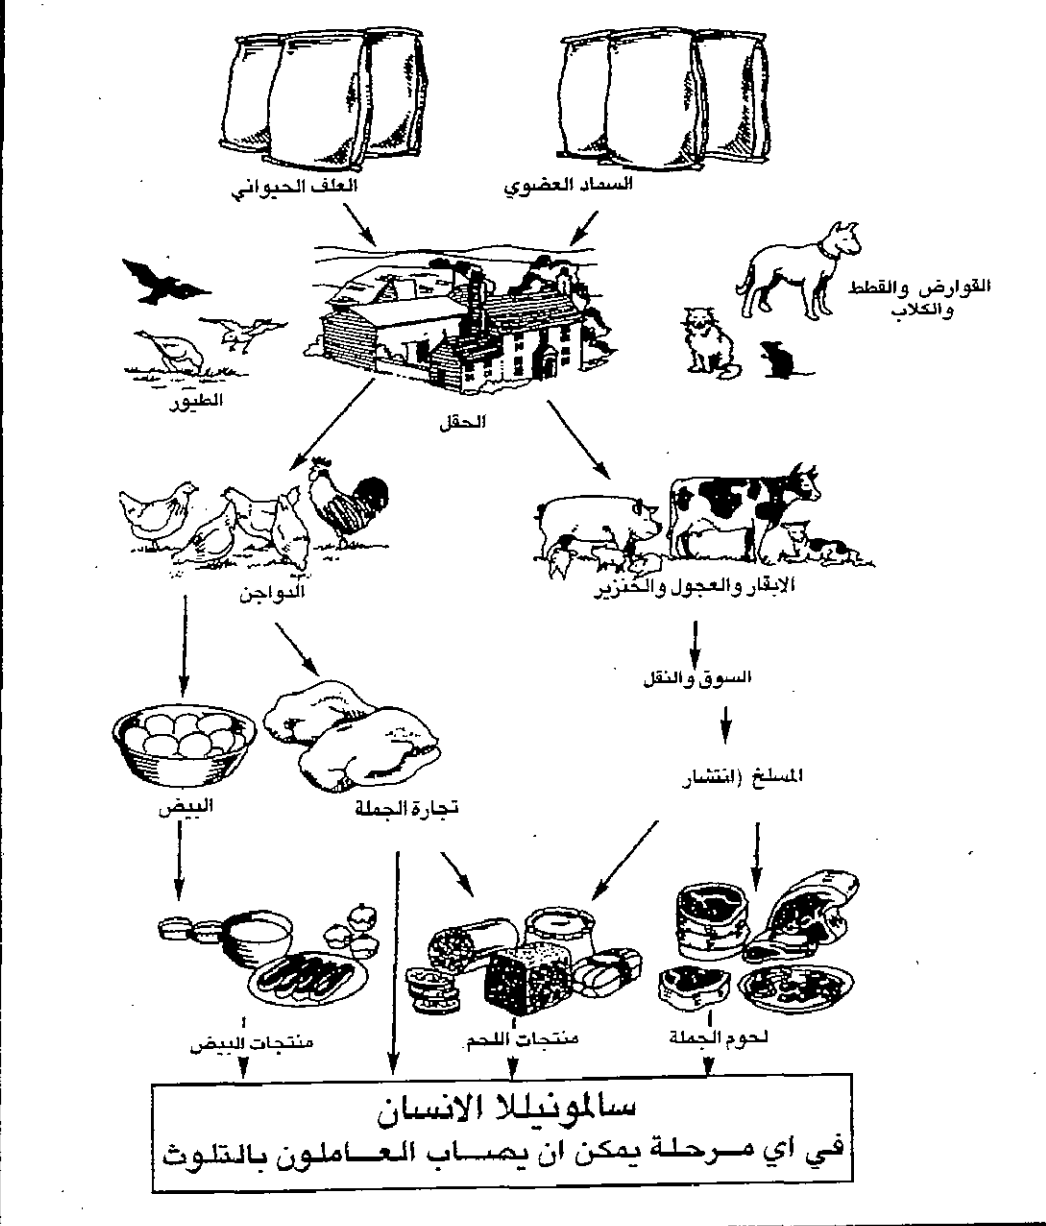 السماد العضوي
العلف الحيواني
القوارض والقطط
والكلاب
الطيور
الحقل
الدواجن
الابقار والعجول والخنزير
السوق والنقل
المسلخ (انتشار
البيض
تجارة الجملة
لحوم الجملة
منتجات اللحم
منتجات البيض
سالمونيللا الانسان
في اي مرحلة يمكن ان يصاب العاملون بالتلوث